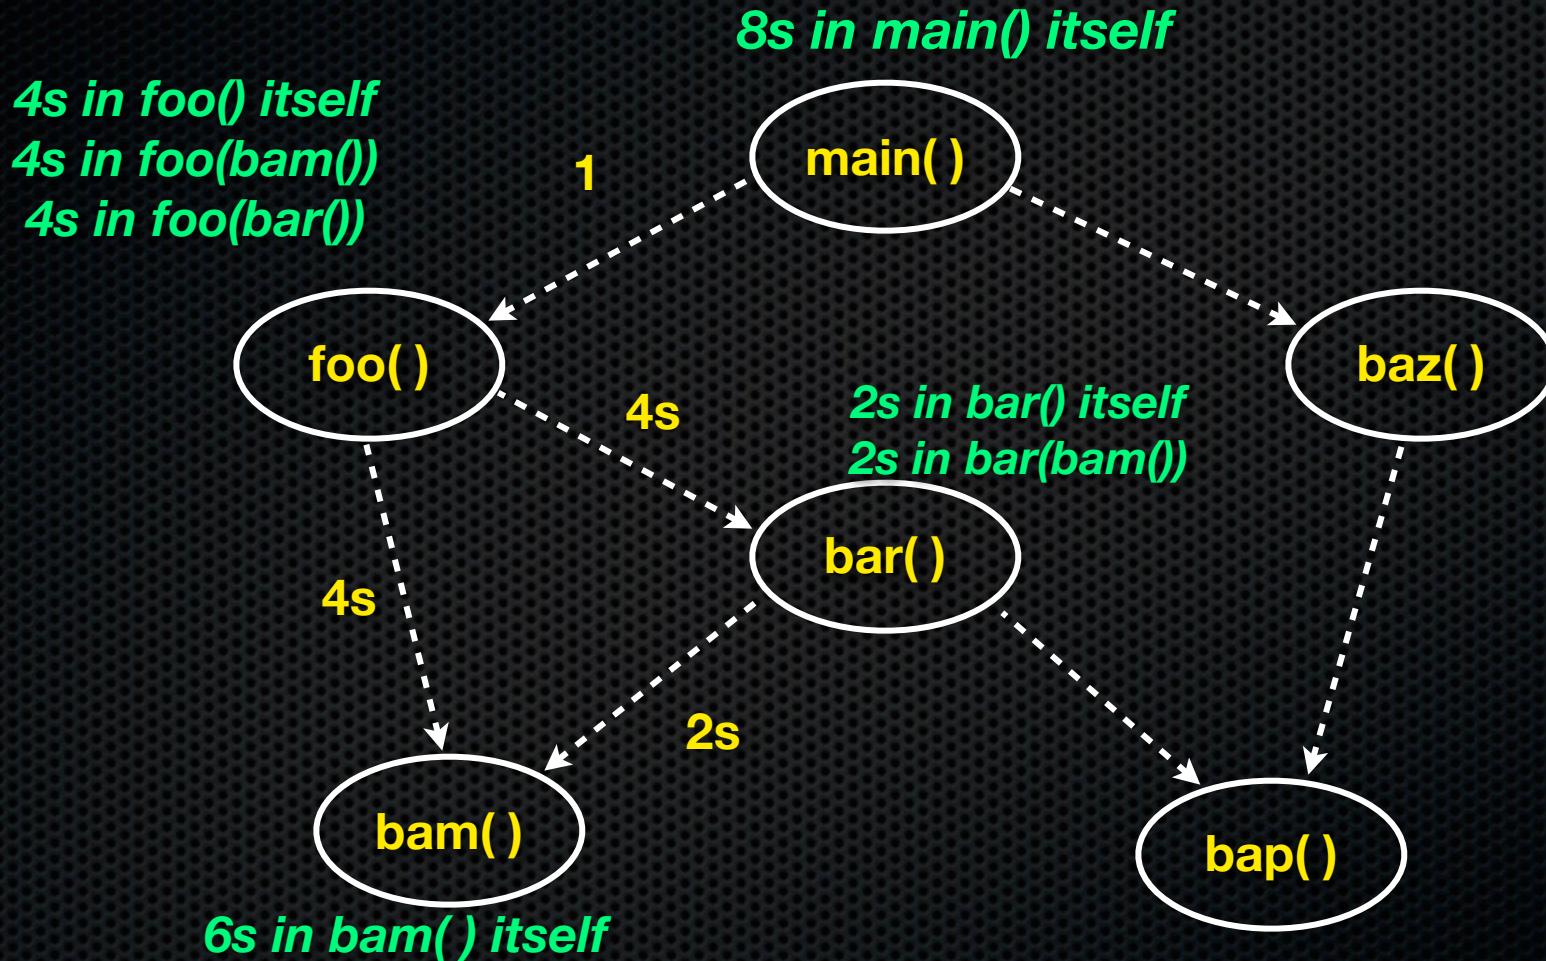 8s in main() itself
4s in foo() itself
4s in foo(bam())
4s in foo(bar())
1
main( )
foo( )
baz( )
4s
2s in bar() itself
2s in bar(bam())
bar( )
4s
2s
bam( )
bap( )
6s in bam( ) itself